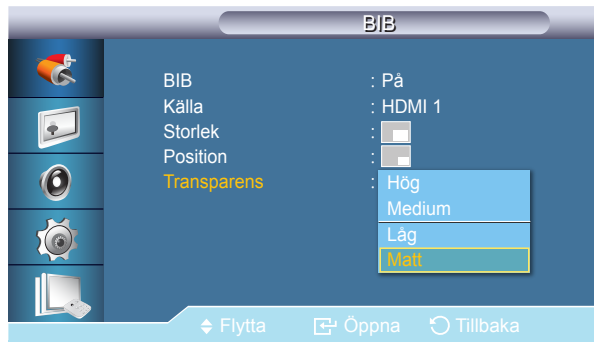 BIB
BIB : På
Källa : HDMI 1
Storlek :
Position :
Transparens : Hög
Medium
Låg
Matt
Flytta Öppna Tillbaka